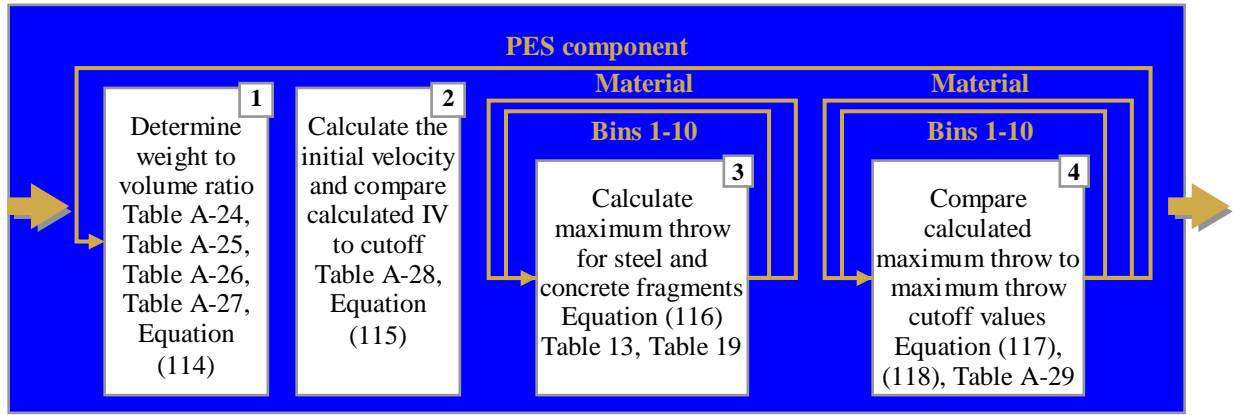 PES component
1
Determine
weight to
volume ratio
Table A-24,
Table A-25,
Table A-26,
Table A-27,
Equation
(114)
2
Calculate the
initial velocity
and compare
calculated IV
to cutoff
Table A-28,
Equation
(115)
Material
Bins 1-10
3
Calculate
maximum throw
for steel and
concrete fragments
Equation (116)
Table 13, Table 19
Material
Bins 1-10
4
Compare
calculated
maximum throw to
maximum throw
cutoff values
Equation (117),
(118), Table A-29